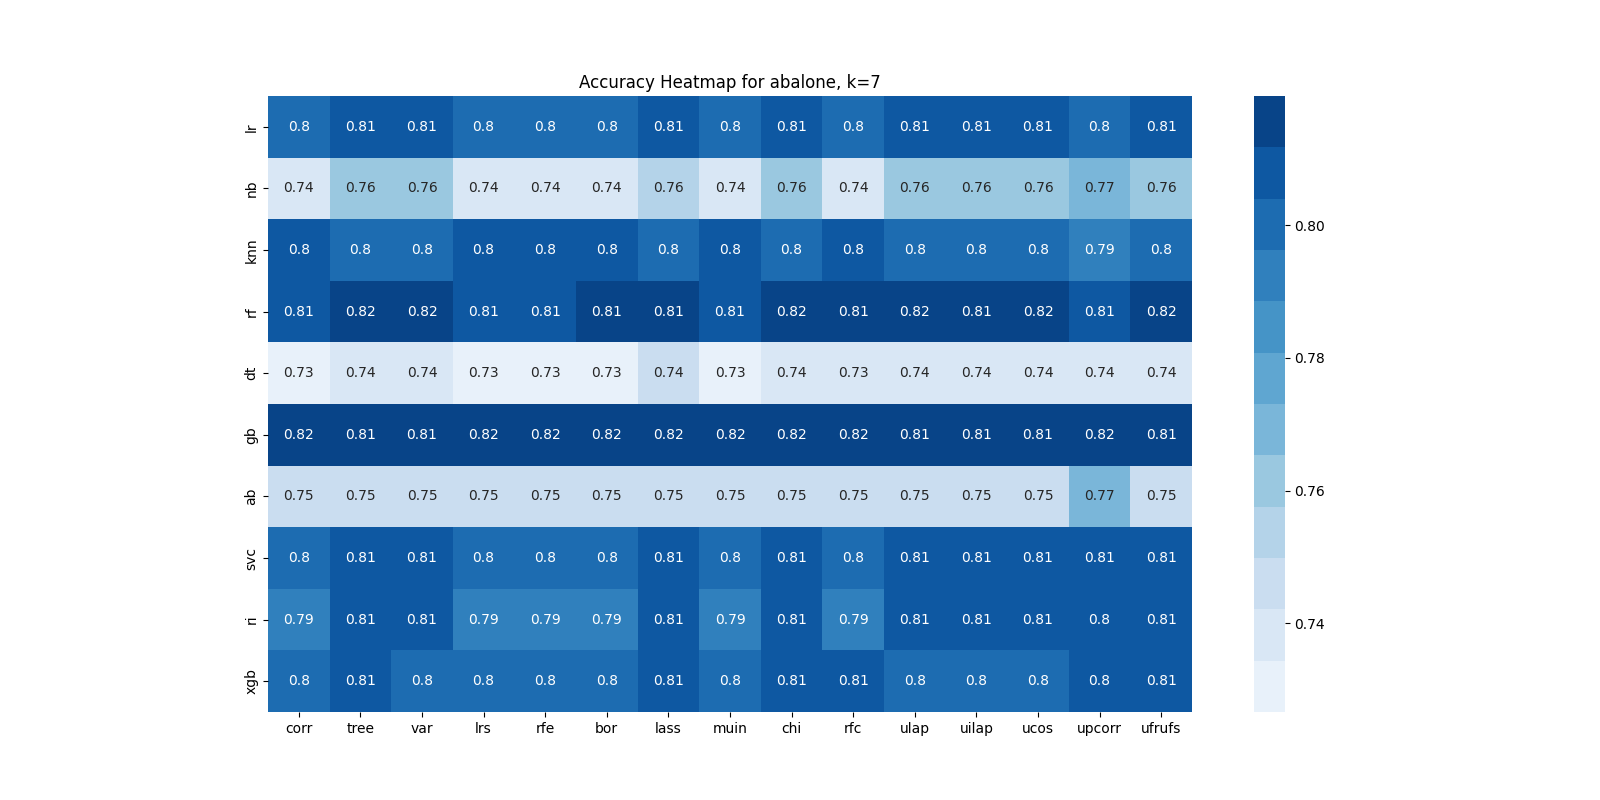 Accuracy Heatmap for abalone, k=7
lr 0.8 0.81 0.81 0.8 0.8 0.8 0.81 0.8 0.81 0.8 0.81 0.81 0.81 0.8 0.81
nb 0.74 0.76 0.76 0.74 0.74 0.74 0.76 0.74 0.76 0.74 0.76 0.76 0.76 0.77 0.76
knn 0.8 0.8 0.8 0.8 0.8 0.8 0.8 0.8 0.8 0.8 0.8 0.8 0.8 0.79 0.8
rf 0.81 0.82 0.82 0.81 0.81 0.81 0.81 0.81 0.82 0.81 0.82 0.81 0.82 0.81 0.82
dt 0.73 0.74 0.74 0.73 0.73 0.73 0.74 0.73 0.74 0.73 0.74 0.74 0.74 0.74 0.74
gb 0.82 0.81 0.81 0.82 0.82 0.82 0.82 0.82 0.82 0.82 0.81 0.81 0.81 0.82 0.81
ab 0.75 0.75 0.75 0.75 0.75 0.75 0.75 0.75 0.75 0.75 0.75 0.75 0.75 0.77 0.75
svc 0.8 0.81 0.81 0.8 0.8 0.8 0.81 0.8 0.81 0.8 0.81 0.81 0.81 0.81 0.81
ri 0.79 0.81 0.81 0.79 0.79 0.79 0.81 0.79 0.81 0.79 0.81 0.81 0.81 0.8 0.81
xgb 0.8 0.81 0.8 0.8 0.8 0.8 0.81 0.8 0.81 0.81 0.8 0.8 0.8 0.8 0.81
corr tree var lrs rfe bor lass muin chi rfc ulap uilap ucos upcorr ufrufs
0.80
0.78
0.76
0.74